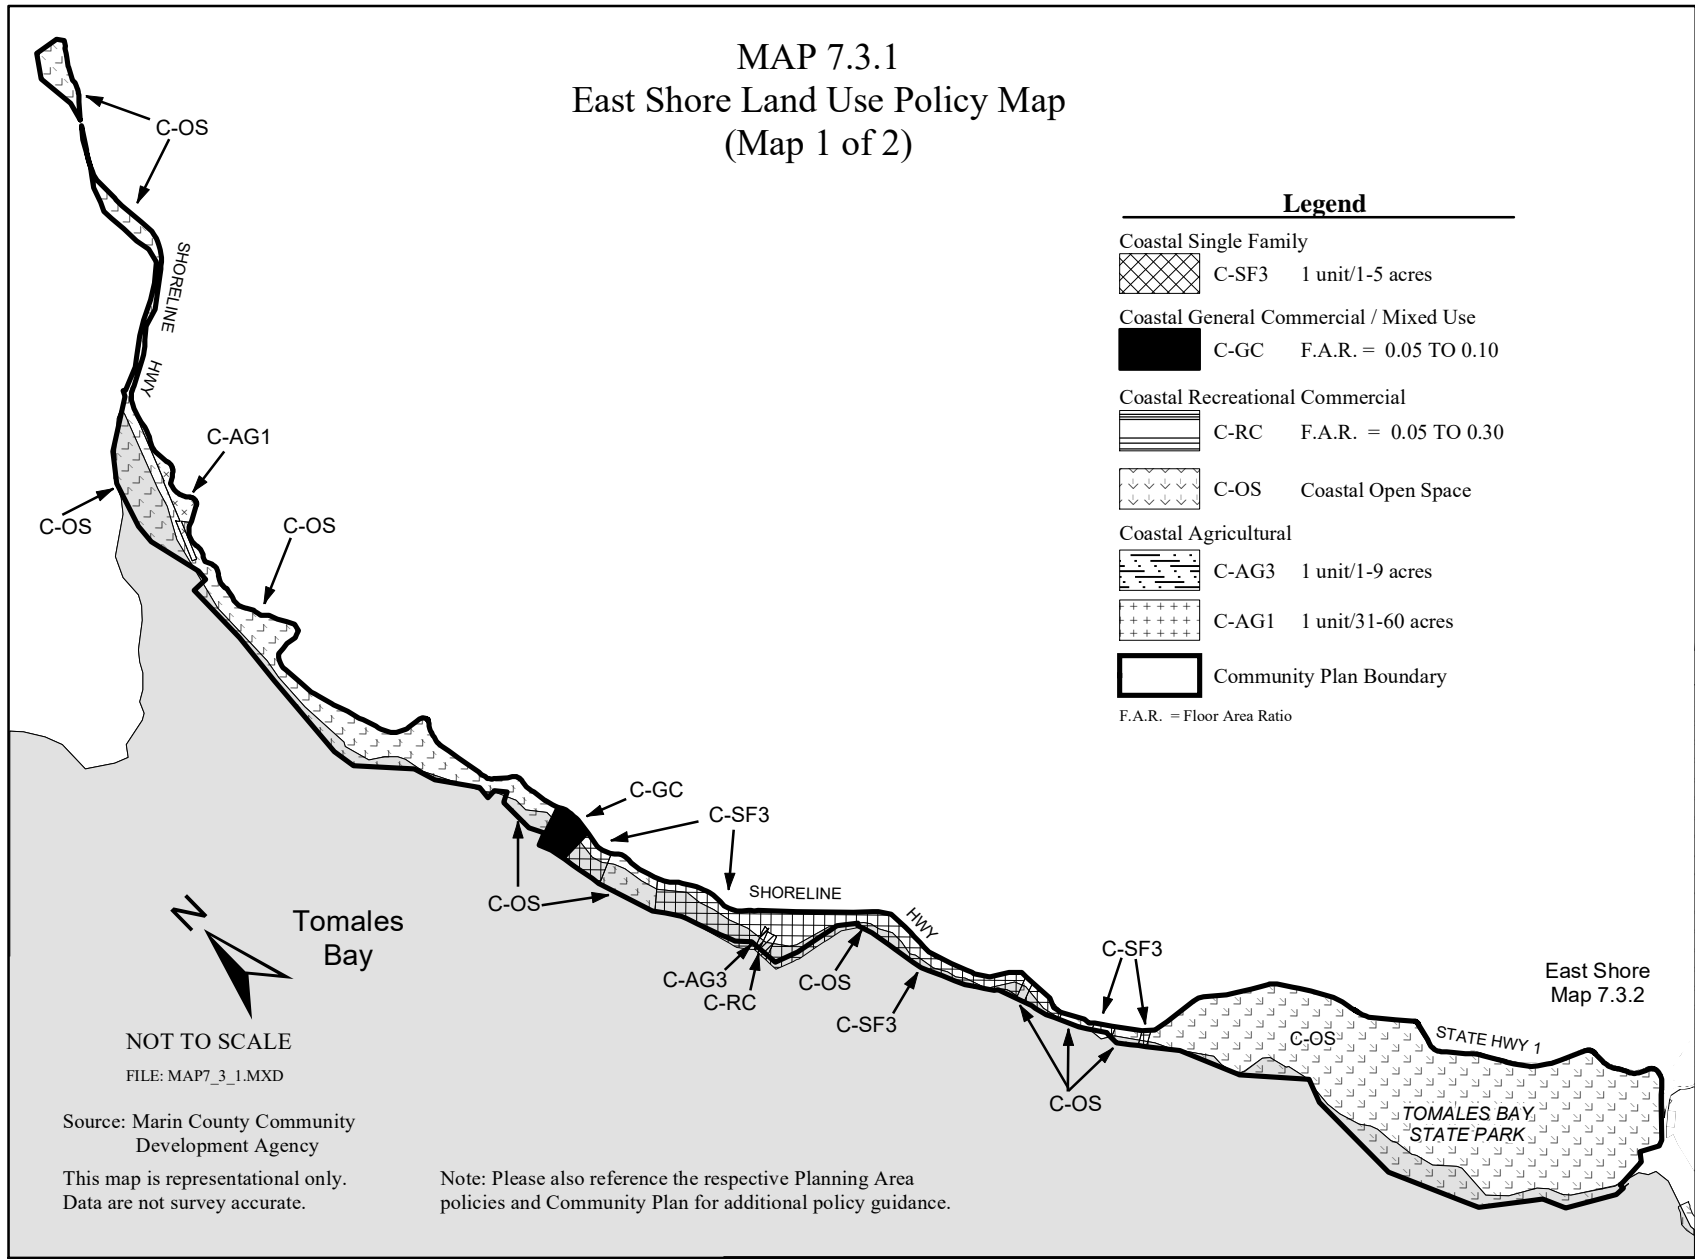 MAP 7.3.1
East Shore Land Use Policy Map
(Map 1 of 2)
Legend
Coastal Single Family
C-SF3 1 unit/1-5 acres
Coastal General Commercial / Mixed Use
C-GC F.A.R. = 0.05 TO 0.10
Coastal Recreational Commercial
C-RC F.A.R. = 0.05 TO 0.30
C-OS Coastal Open Space
Coastal Agricultural
C-AG3 1 unit/1-9 acres
C-AG1 1 unit/31-60 acres
Community Plan Boundary
F.A.R. = Floor Area Ratio
C-OS
SHORELINE
HWY
C-AG1
C-OS
C-OS
C-GC
C-SF3
C-OS
SHORELINE
HWY
C-AG3
C-RC
C-OS
C-SF3
C-SF3
C-OS
C-OS
STATE HWY 1
East Shore
Map 7.3.2
TOMALES BAY
STATE PARK
N
Tomales
Bay
NOT TO SCALE
FILE: MAP7_3_1.MXD
Source: Marin County Community
Development Agency
This map is representational only.
Data are not survey accurate.
Note: Please also reference the respective Planning Area
policies and Community Plan for additional policy guidance.